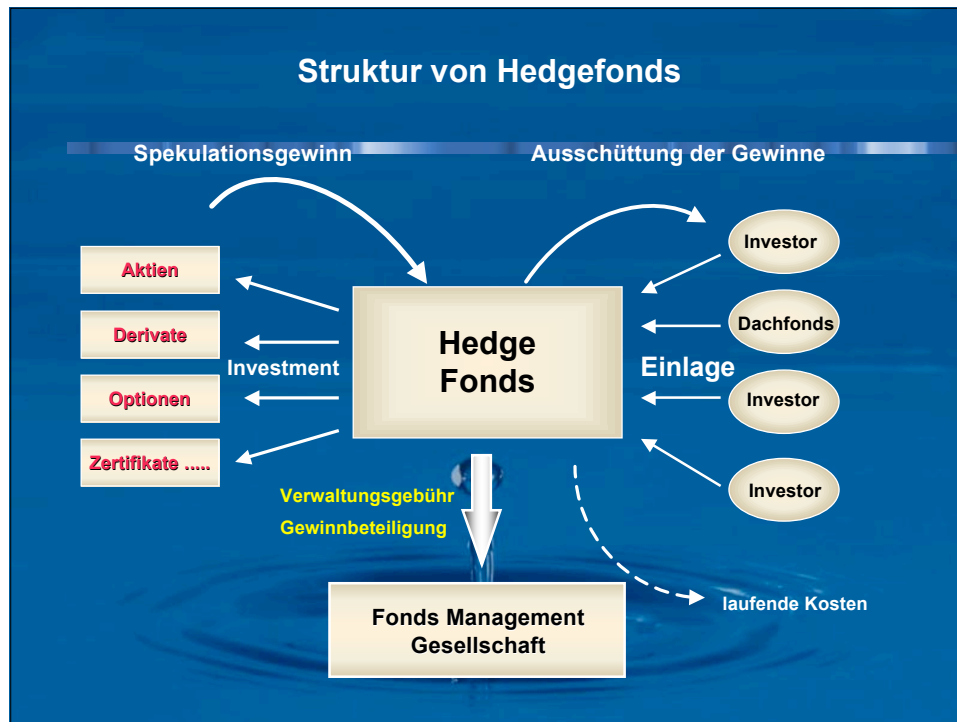 Struktur von Hedgefonds
Spekulationsgewinn
Ausschüttung der Gewinne
Aktien
Derivate
Optionen
Zertifikate .....
Investment
Hedge
Fonds
Einlage
Investor
Dachfonds
Investor
Investor
Verwaltungsgebühr
Gewinnbeteiligung
laufende Kosten
Fonds Management
Gesellschaft